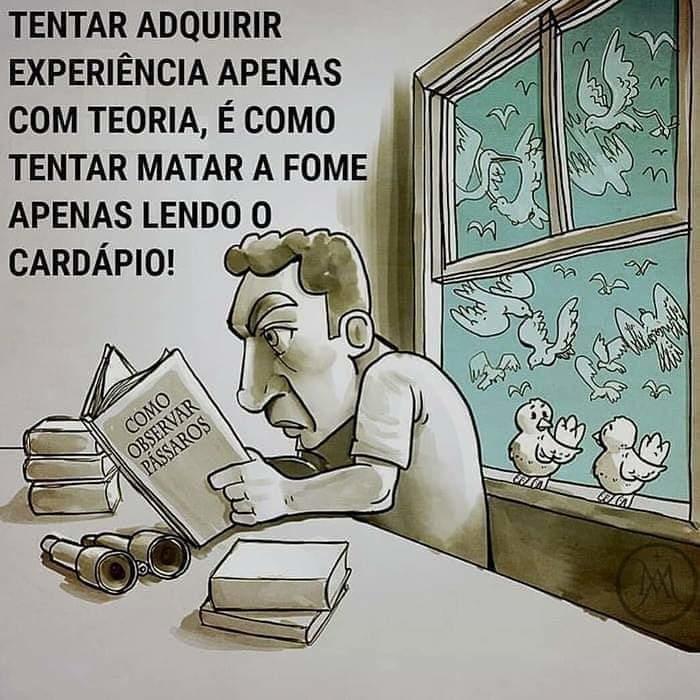 TENTAR ADQUIRIR
EXPERIÊNCIA APENAS
COM TEORIA, É COMO
TENTAR MATAR A FOME
APENAS LENDO O
CARDÁPIO!
COMO
OBSERVAR
PÁSSAROS